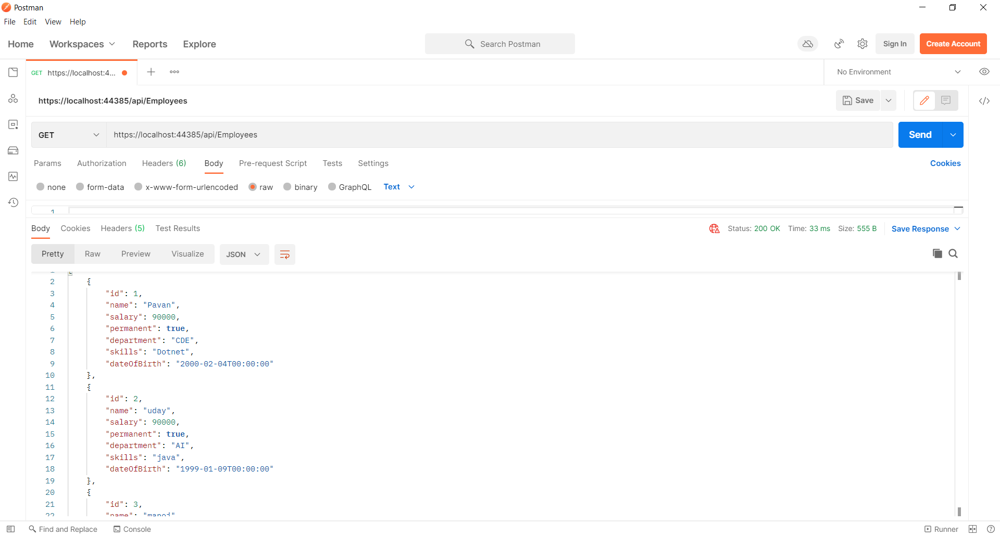 Postman
File Edit View Help
Home Workspaces Reports Explore Search Postman Sign In Create Account
GET https://localhost:4... No Environment
https://localhost:44385/api/Employees Save
GET https://localhost:44385/api/Employees Send
Params Authorization Headers (6) Body Pre-request Script Tests Settings Cookies
none form-data x-www-form-urlencoded raw binary GraphQL Text
1
Body Cookies Headers (5) Test Results Status: 200 OK Time: 33 ms Size: 555 B Save Response
Pretty Raw Preview Visualize JSON
1 [
2 {
3 "id": 1,
4 "name": "Pavan",
5 "salary": 90000,
6 "permanent": true,
7 "department": "CDE",
8 "skills": "Dotnet",
9 "dateOfBirth": "2000-02-04T00:00:00"
10 },
11 {
12 "id": 2,
13 "name": "uday",
14 "salary": 90000,
15 "permanent": true,
16 "department": "AI",
17 "skills": "java",
18 "dateOfBirth": "1999-01-09T00:00:00"
19 },
20 {
21 "id": 3,
22 "name":
Find and Replace Console Runner